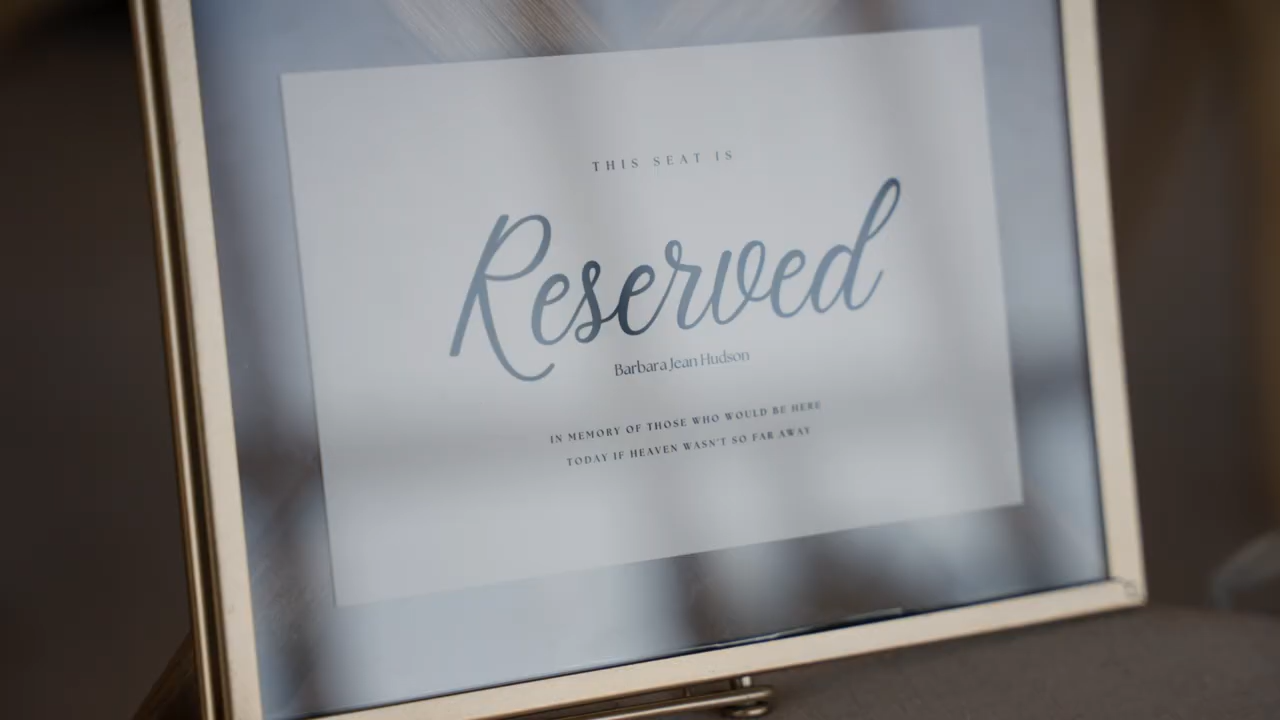 THIS SEAT IS
Reserved
Barbara Jean Hudson
IN MEMORY OF THOSE WHO WOULD BE HERE
TODAY IF HEAVEN WASN'T SO FAR AWAY